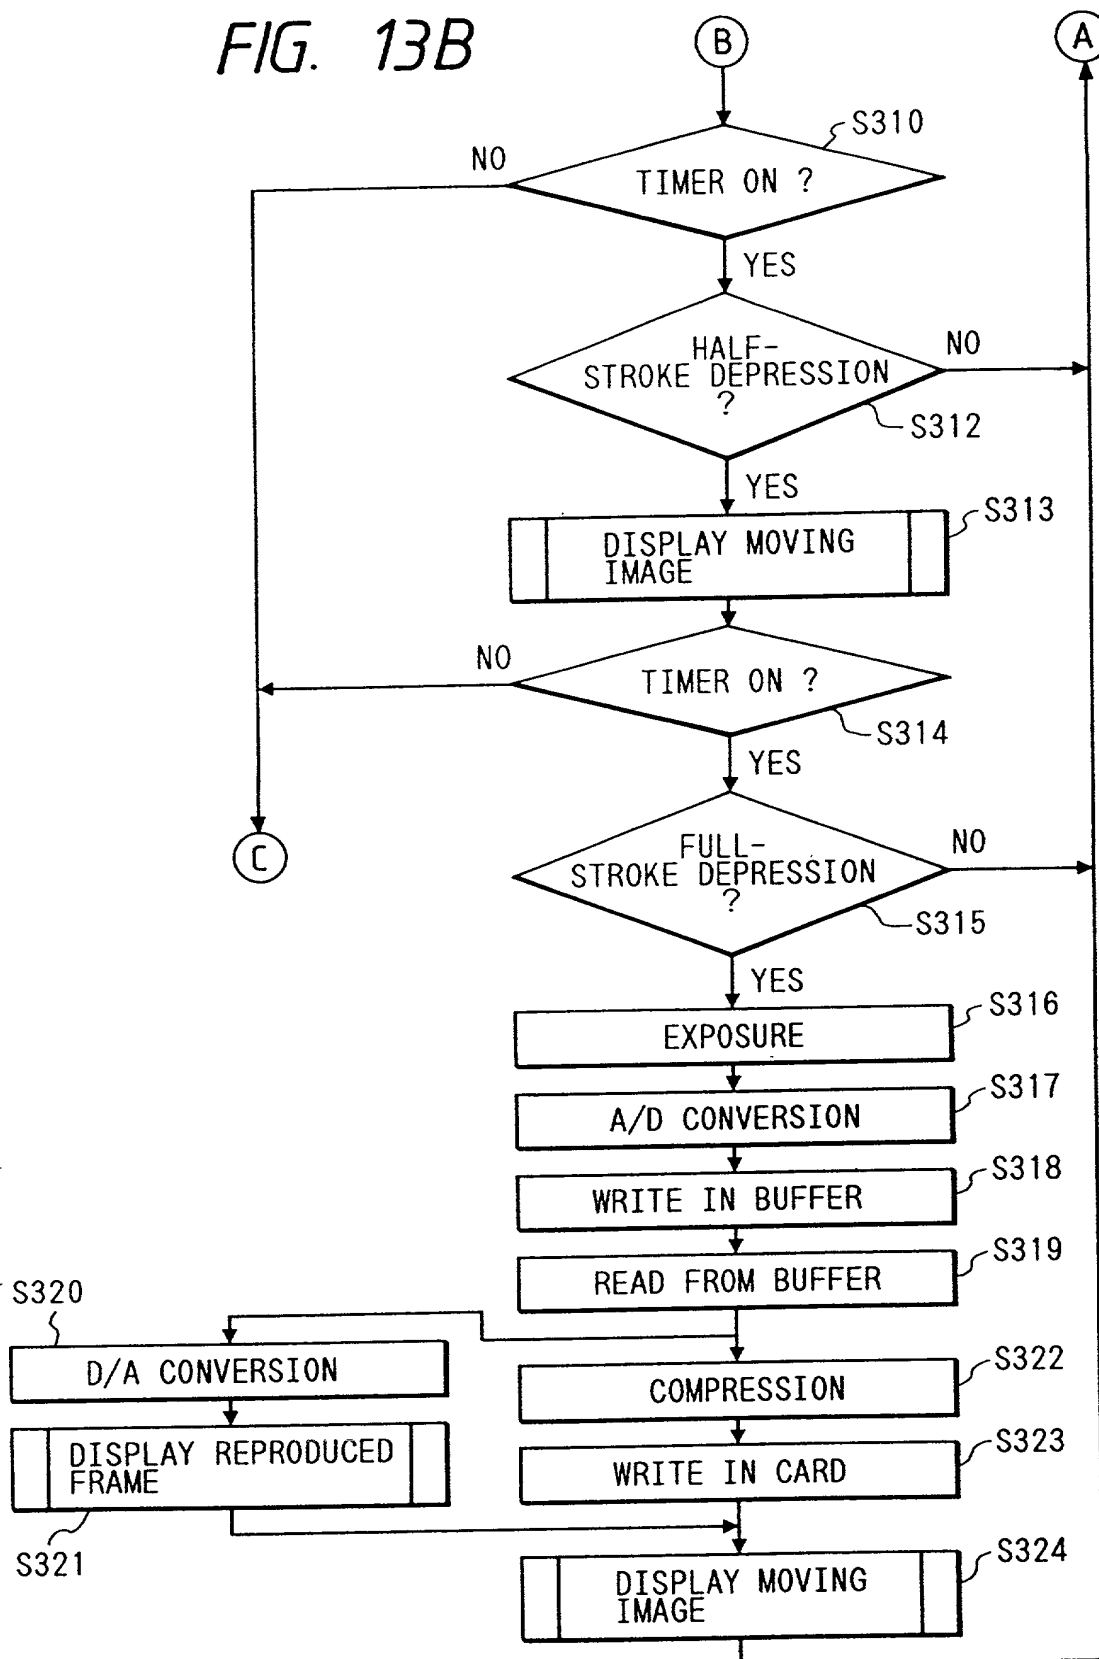 FIG. 13B
B
A
S310
NO
TIMER ON ?
YES
HALF-
STROKE DEPRESSION
?
NO
S312
YES
S313
DISPLAY MOVING
IMAGE
NO
TIMER ON ?
S314
YES
C
FULL-
STROKE DEPRESSION
?
NO
S315
YES
S316
EXPOSURE
S317
A/D CONVERSION
S318
WRITE IN BUFFER
S319
READ FROM BUFFER
S320
D/A CONVERSION
S322
COMPRESSION
DISPLAY REPRODUCED
FRAME
S323
WRITE IN CARD
S321
S324
DISPLAY MOVING
IMAGE